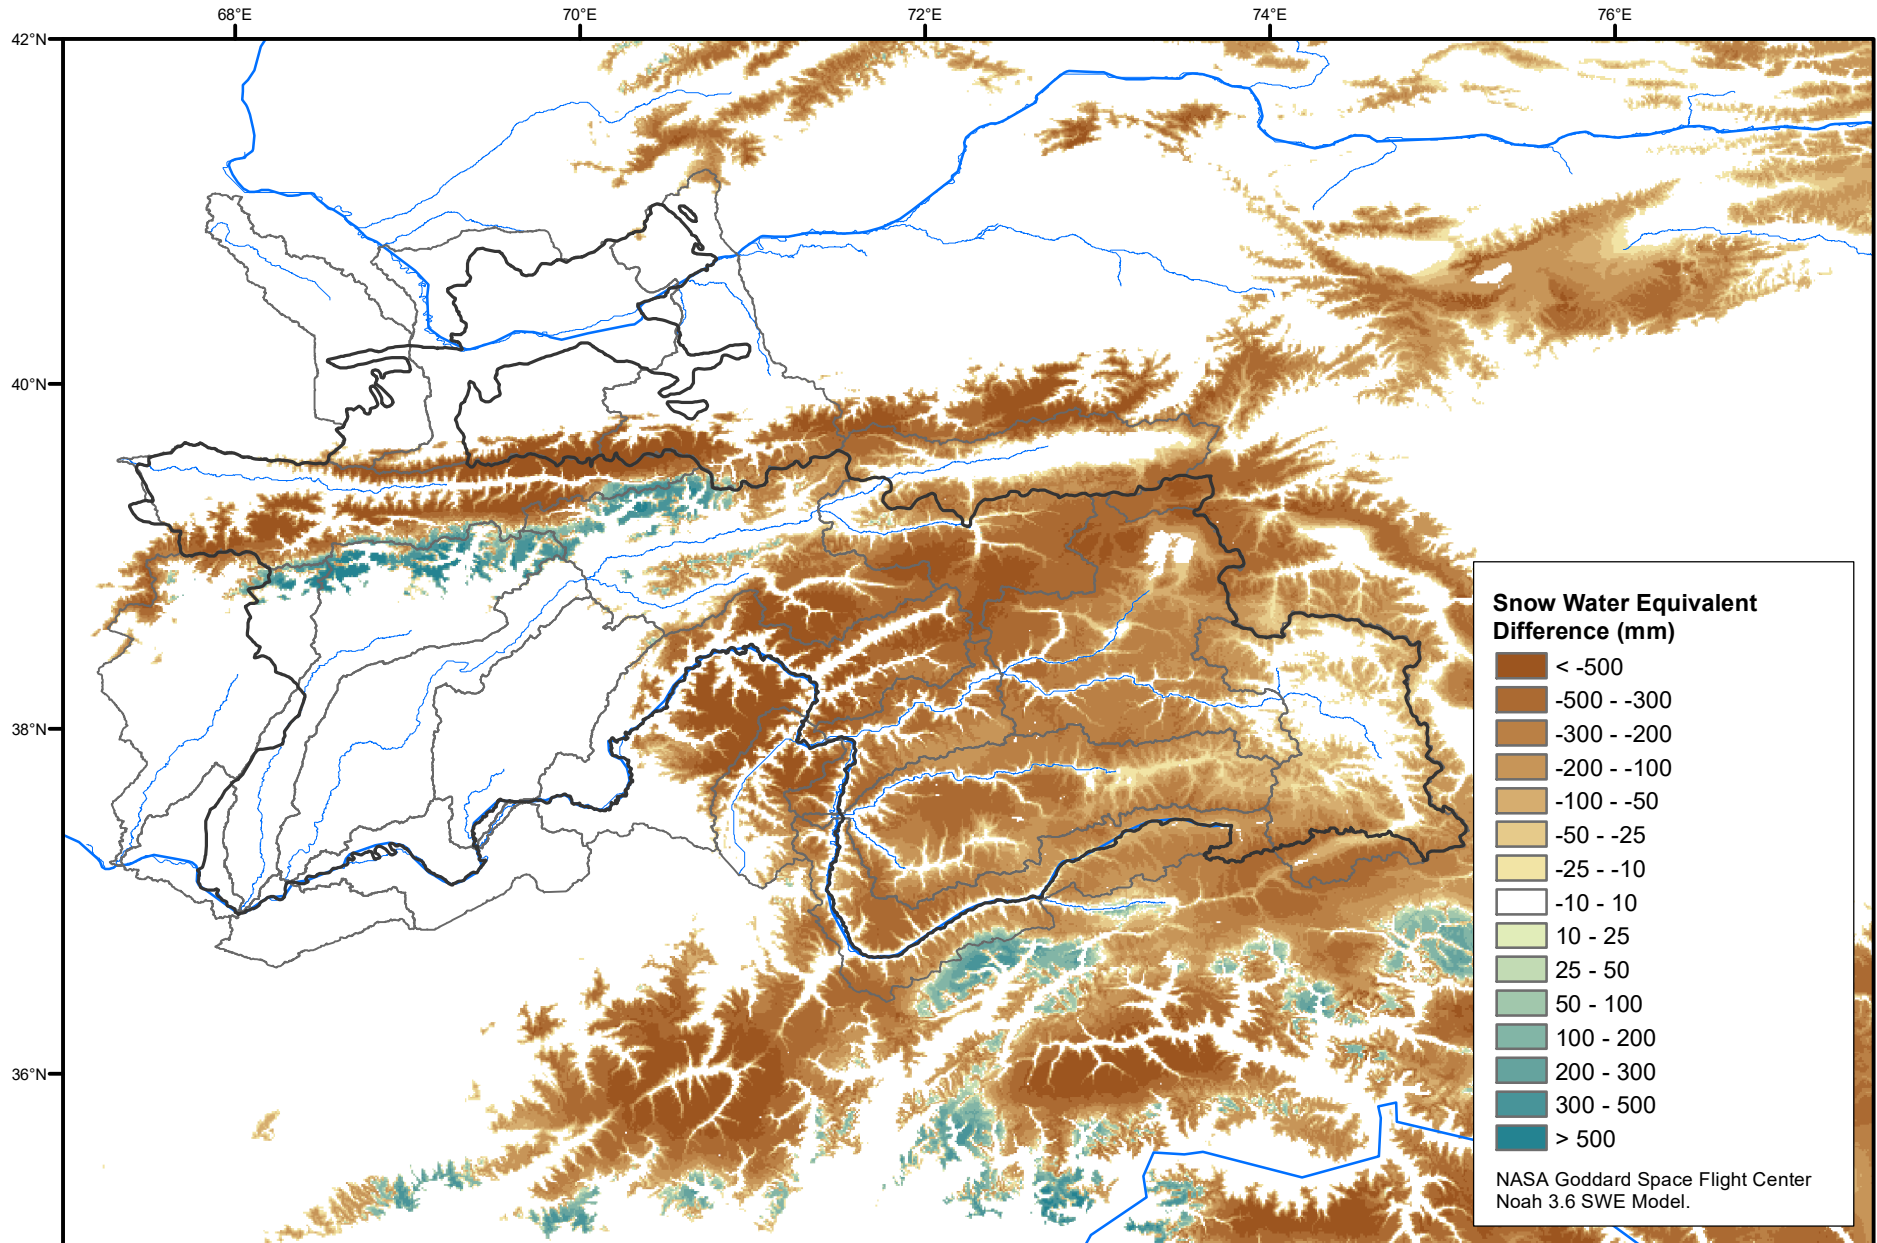 68°E
70°E
72°E
74°E
76°E
42°N
40°N
38°N
36°N
Snow Water Equivalent
Difference (mm)
< -500
-500 - -300
-300 - -200
-200 - -100
-100 - -50
-50 - -25
-25 - -10
-10 - 10
10 - 25
25 - 50
50 - 100
100 - 200
200 - 300
300 - 500
> 500
NASA Goddard Space Flight Center
Noah 3.6 SWE Model.